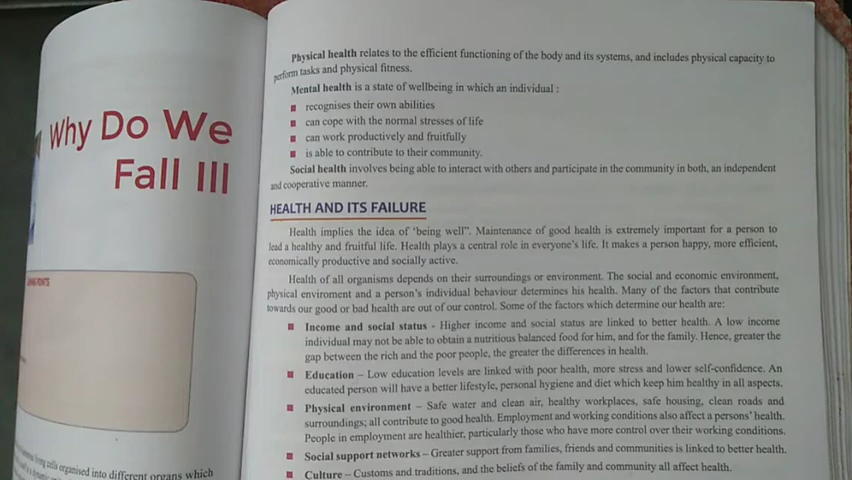 Why Do We
Fall Ill
living cells organised into different organs which
Physical health relates to the efficient functioning of the body and its systems, and includes physical capacity to
perform tasks and physical fitness.
Mental health is a state of wellbeing in which an individual :
recognises their own abilities
can cope with the normal stresses of life
can work productively and fruitfully
is able to contribute to their community.
Social health involves being able to interact with others and participate in the community in both, an independent
and cooperative manner.
HEALTH AND ITS FAILURE
Health implies the idea of 'being well". Maintenance of good health is extremely important for a person to
lead a healthy and fruitful life. Health plays a central role in everyone's life. It makes a person happy, more efficient,
economically productive and socially active.
Health of all organisms depends on their surroundings or environment. The social and economic environment,
physical enviroment and a person's individual behaviour determines his health. Many of the factors that contribute
towards our good or bad health are out of our control. Some of the factors which determine our health are:
Income and social status - Higher income and social status are linked to better health. A low income
individual may not be able to obtain a nutritious balanced food for him, and for the family. Hence, greater the
gap between the rich and the poor people, the greater the differences in health.
Education – Low education levels are linked with poor health, more stress and lower self-confidence. An
educated person will have a better lifestyle, personal hygiene and diet which keep him healthy in all aspects.
Physical environment – Safe water and clean air, healthy workplaces, safe housing, clean roads and
surroundings; all contribute to good health. Employment and working conditions also affect a persons' health.
People in employment are healthier, particularly those who have more control over their working conditions.
Social support networks – Greater support from families, friends and communities is linked to better health.
Culture – Customs and traditions, and the beliefs of the family and community all affect health.